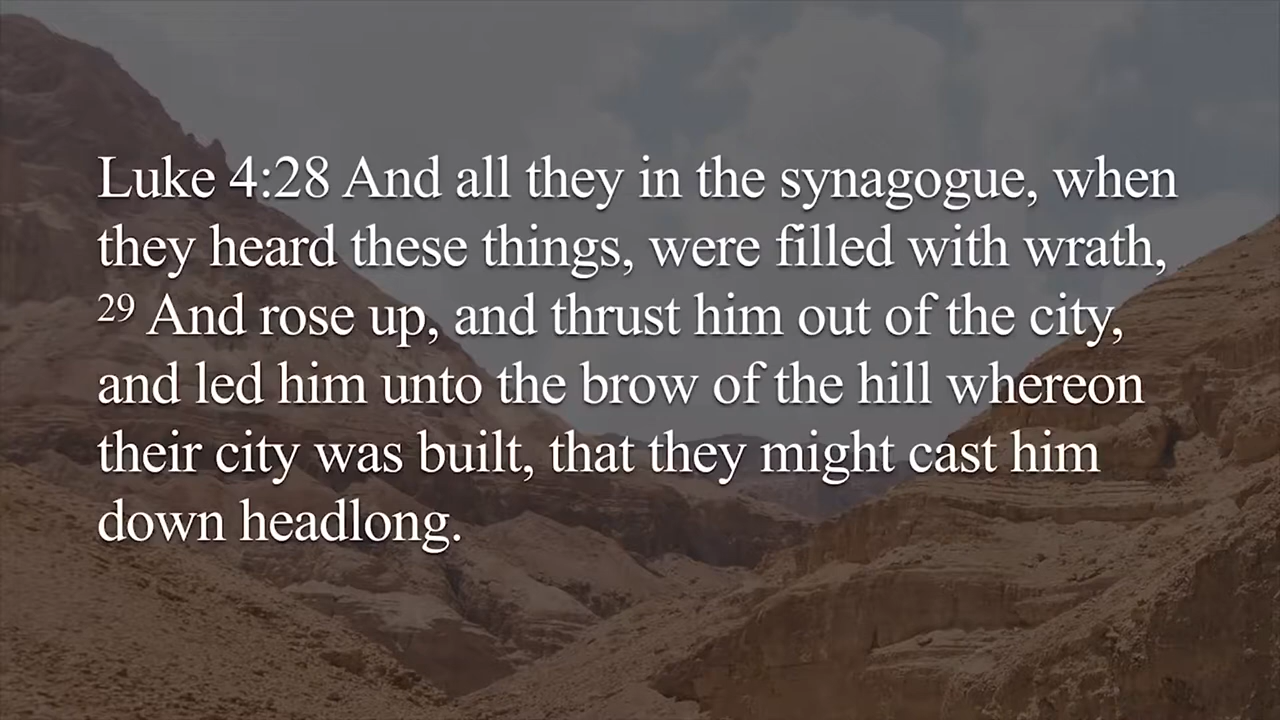 Luke 4:28 And all they in the synagogue, when
they heard these things, were filled with wrath,
29 And rose up, and thrust him out of the city,
and led him unto the brow of the hill whereon
their city was built, that they might cast him
down headlong.